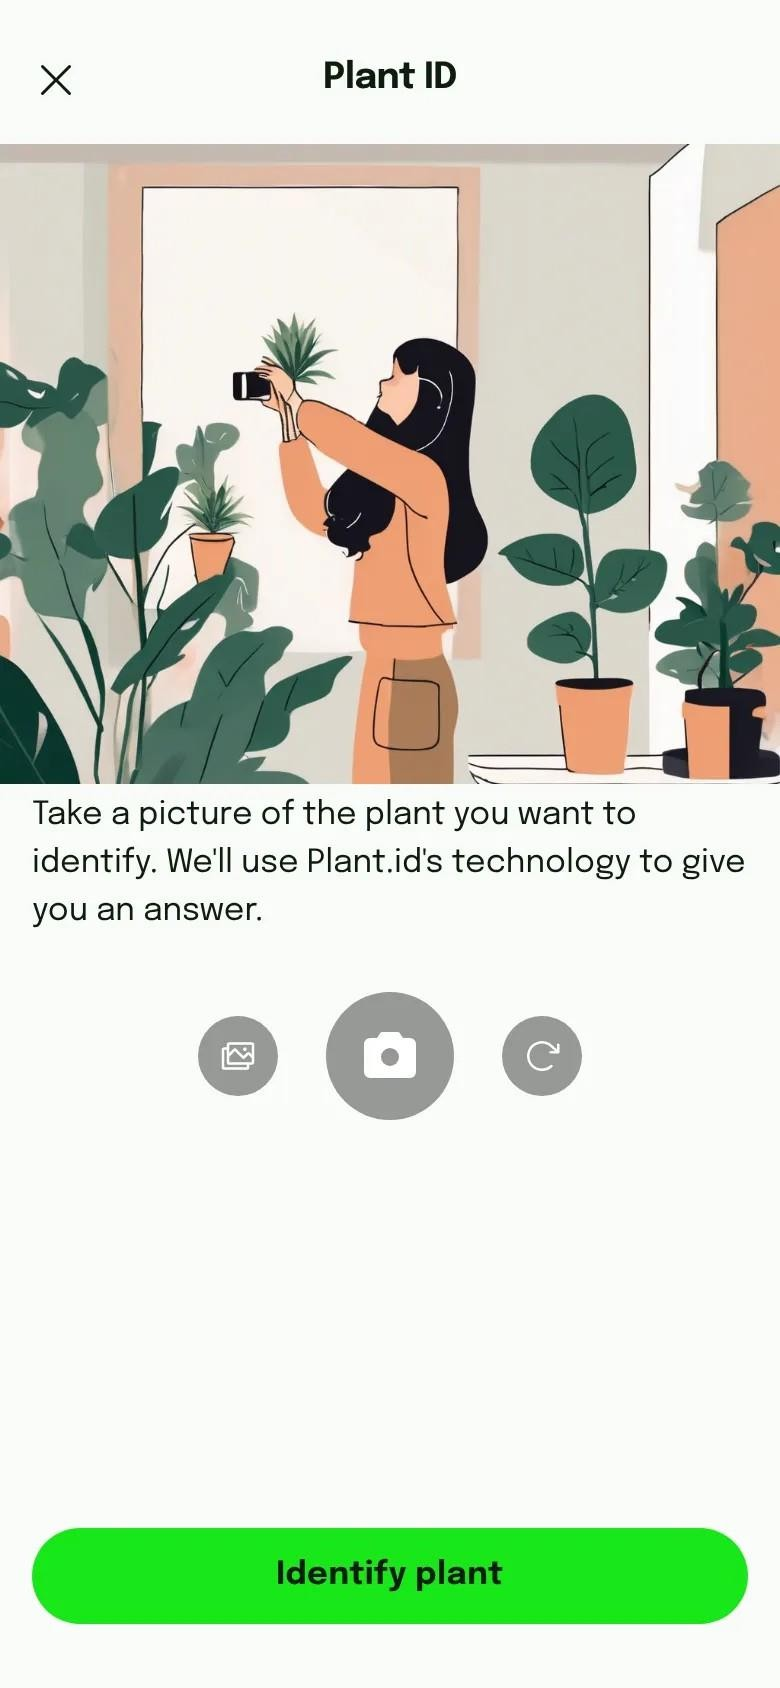 Plant ID
Take a picture of the plant you want to
identify. We'll use Plant.id's technology to give
you an answer.
Identify plant